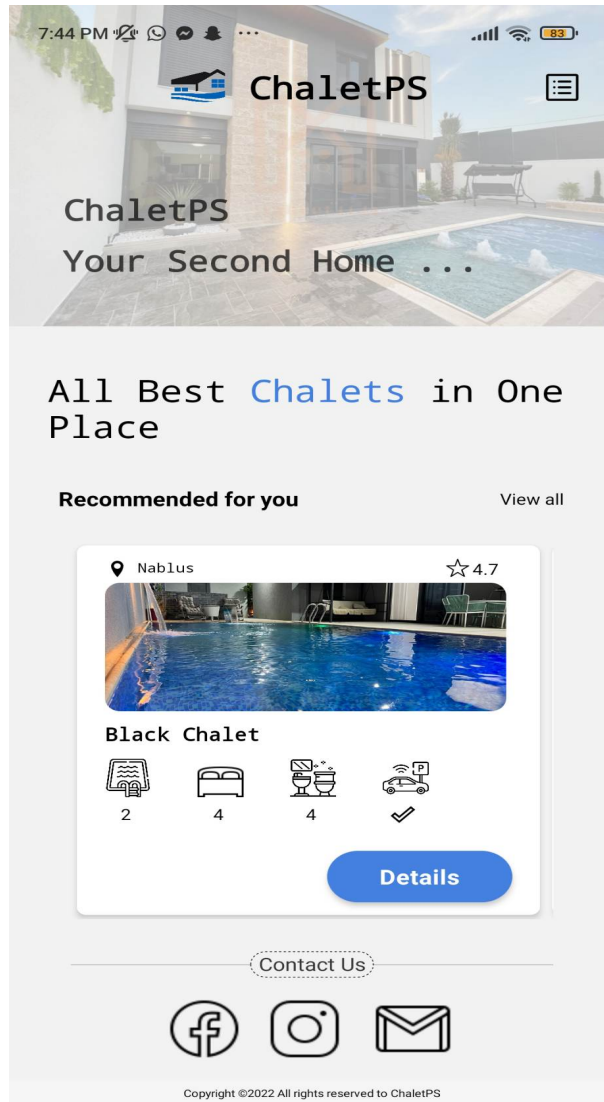 7:44 PM
83
ChaletPS
ChaletPS
Your Second Home ...
All Best Chalets in One
Place
Recommended for you
View all
Nablus
4.7
Black Chalet
P
2
4
4
Details
Contact Us
Copyright ©2022 All rights reserved to ChaletPS